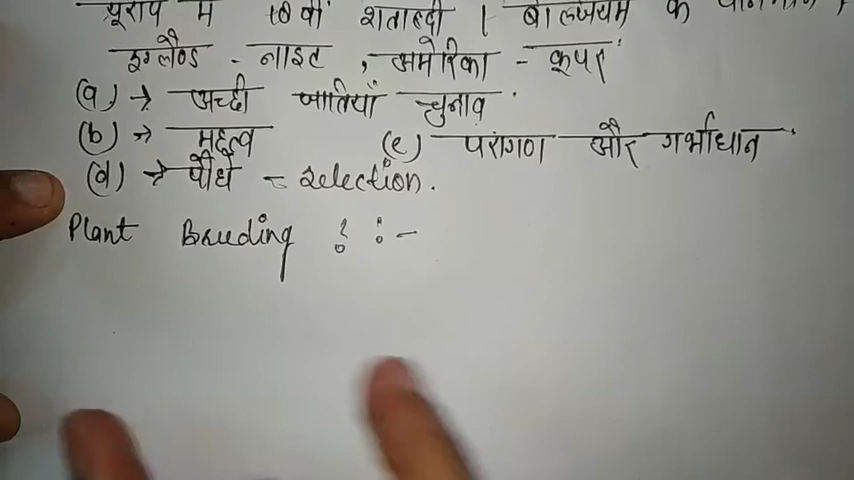 यूरोप में 18वीं शताब्दी । बेल्जियम के
इंग्लैण्ड - नाइट , अमेरिका - कूपर
(a) → अच्छी जातियाँ चुनाव .
(b) → महत्व (c) परागण और गर्भाधान
(d) → पौधे - selection.
Plant Breeding ? :-